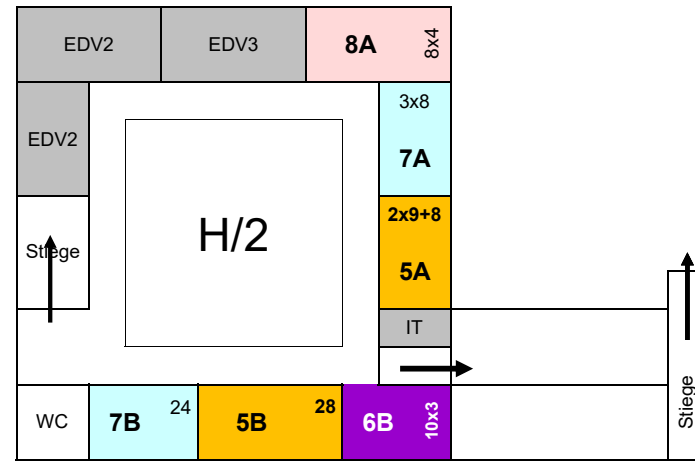 EDV2
EDV3
8A
8x4
3x8
EDV2
7A
2x9+8
H/2
Stiege
5A
IT
Stiege
WC
7B
24
5B
28
6B
10x3